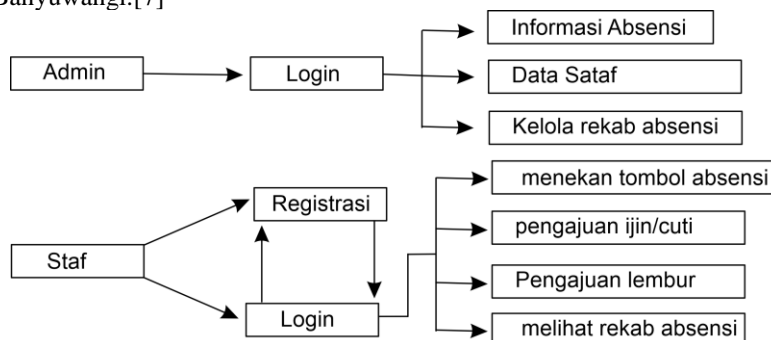 Banyuwangi.[7]
Admin
Login
Informasi Absensi
Data Sataf
Kelola rekab absensi
Staf
Registrasi
Login
menekan tombol absensi
pengajuan ijin/cuti
Pengajuan lembur
melihat rekab absensi